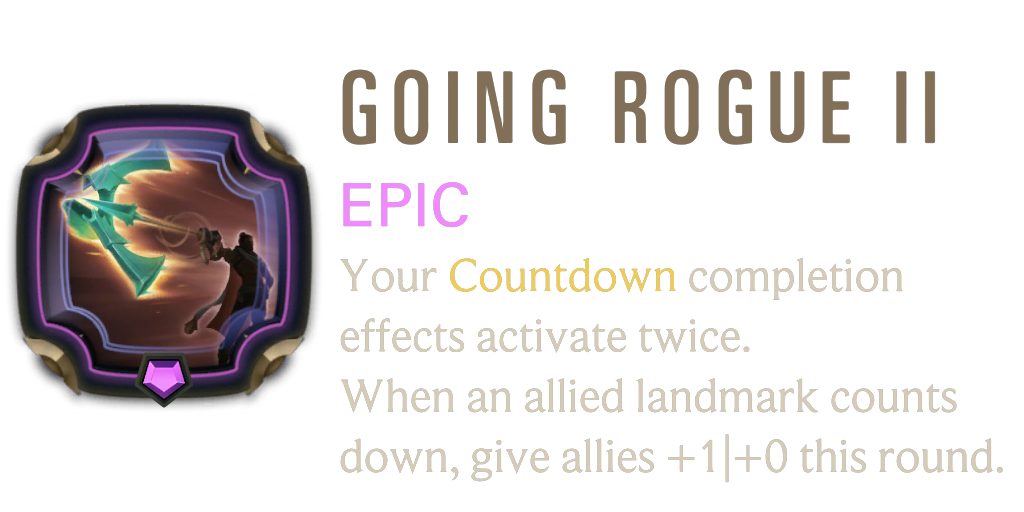 GOING ROGUE II
EPIC
Your Countdown completion
effects activate twice.
When an allied landmark counts
down, give allies +1|+0 this round.